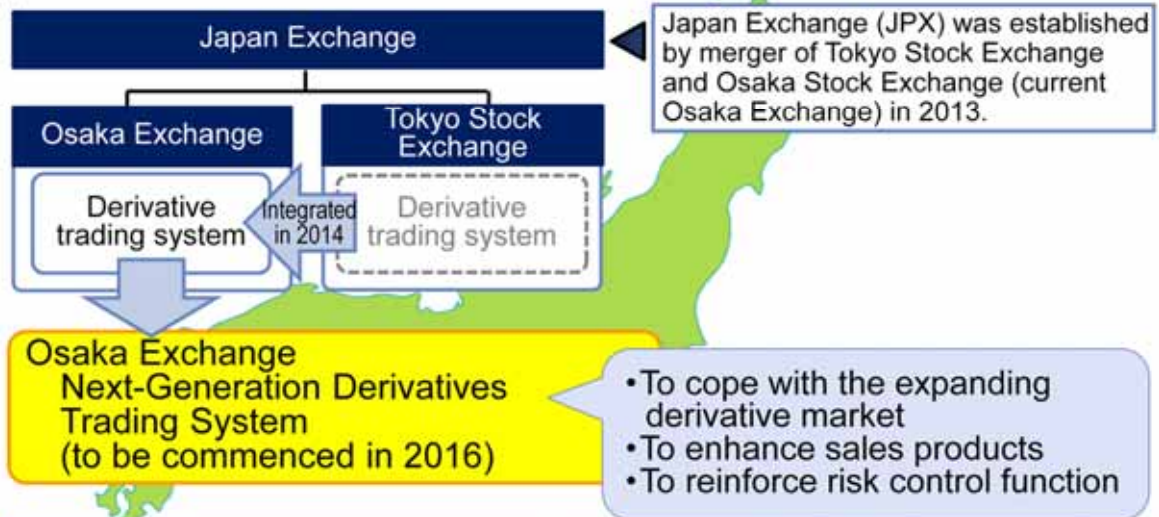 Japan Exchange
Japan Exchange (JPX) was established
by merger of Tokyo Stock Exchange
and Osaka Stock Exchange (current
Osaka Exchange) in 2013.
Osaka Exchange
Tokyo Stock
Exchange
Derivative
trading system
Integrated
in 2014
Derivative
trading system
Osaka Exchange
Next-Generation Derivatives
Trading System
(to be commenced in 2016)
•To cope with the expanding
derivative market
•To enhance sales products
•To reinforce risk control function